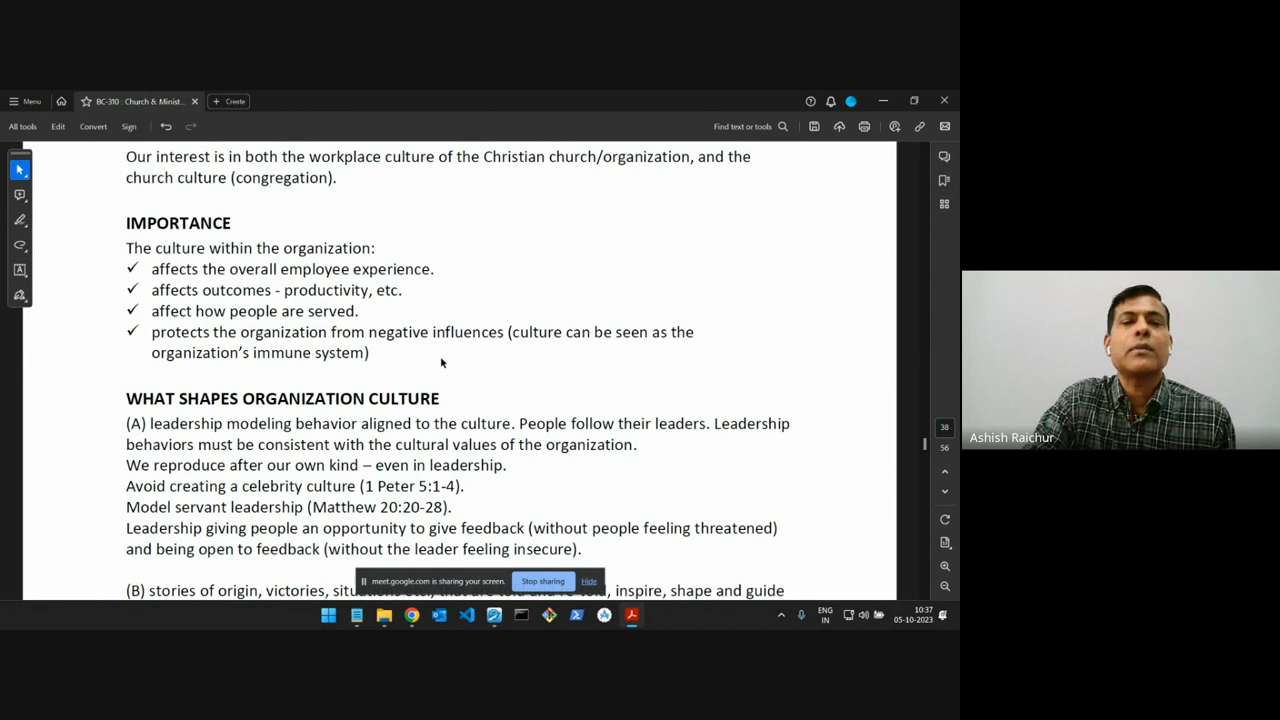 Menu
BC-310 : Church & Minist...
Create
All tools
Edit
Convert
Sign
Find text or tools
Our interest is in both the workplace culture of the Christian church/organization, and the
church culture (congregation).
IMPORTANCE
The culture within the organization:
✓ affects the overall employee experience.
✓ affects outcomes - productivity, etc.
✓ affect how people are served.
✓ protects the organization from negative influences (culture can be seen as the
organization's immune system)
WHAT SHAPES ORGANIZATION CULTURE
(A) leadership modeling behavior aligned to the culture. People follow their leaders. Leadership
behaviors must be consistent with the cultural values of the organization.
We reproduce after our own kind – even in leadership.
Avoid creating a celebrity culture (1 Peter 5:1-4).
Model servant leadership (Matthew 20:20-28).
Leadership giving people an opportunity to give feedback (without people feeling threatened)
and being open to feedback (without the leader feeling insecure).
(B) stories of origin, victories, inspire, shape and guide
meet.google.com is sharing your screen.
Stop sharing
Hide
38
56
ENG
IN
10:37
05-10-2023
Ashish Raichur